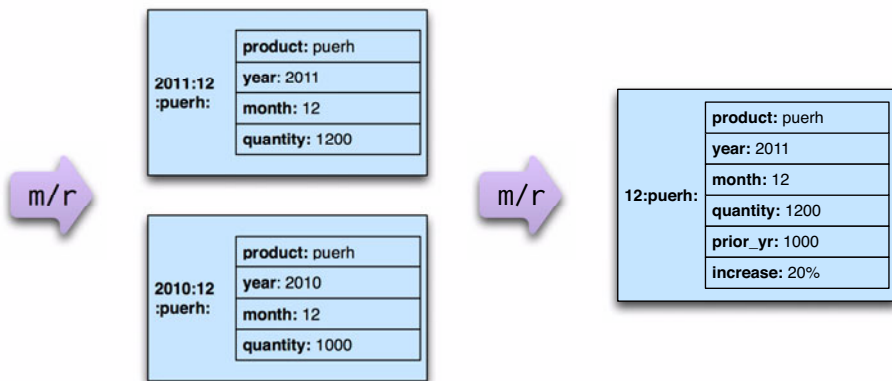 m/r
2011:12
:puerh:
product: puerh
year: 2011
month: 12
quantity: 1200
2010:12
:puerh:
product: puerh
year: 2010
month: 12
quantity: 1000
m/r
12:puerh:
product: puerh
year: 2011
month: 12
quantity: 1200
prior_yr: 1000
increase: 20%